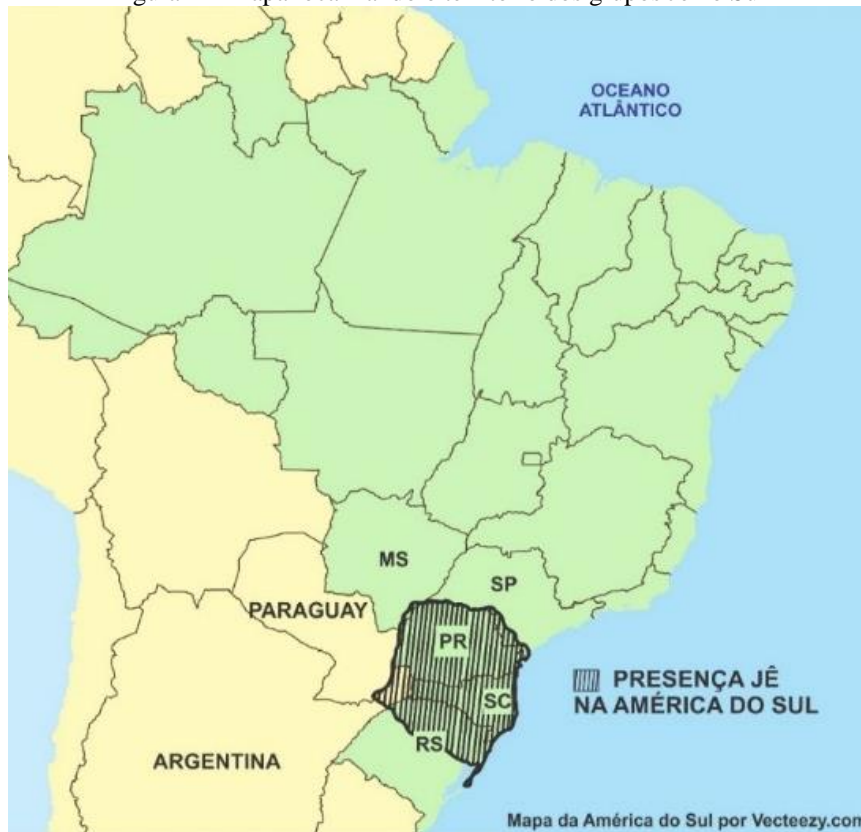 OCEANO
ATLÂNTICO
MS
SP
PARAGUAY
PR
PRESENÇA JÊ
NA AMÉRICA DO SUL
SC
RS
ARGENTINA
Mapa da América do Sul por Vecteezy.com